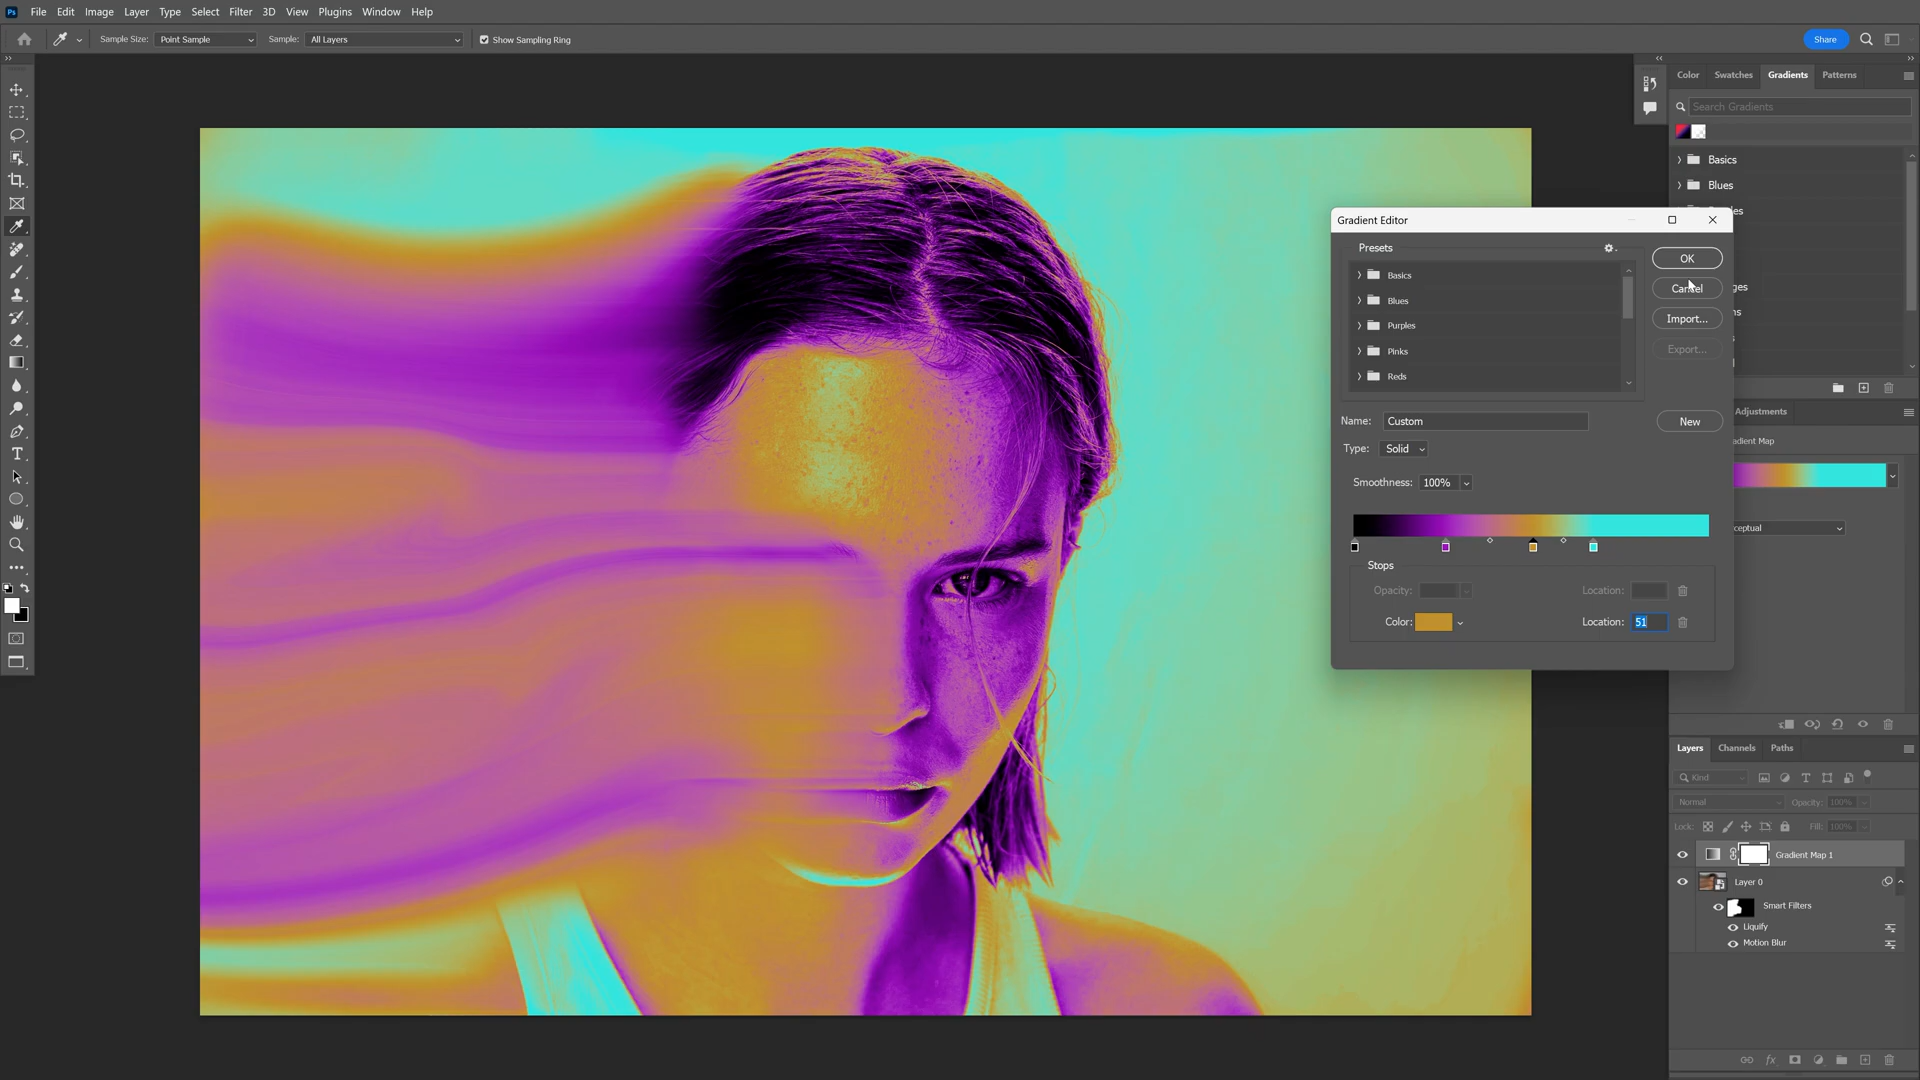 Ps File Edit Image Layer Type Select Filter 3D View Plugins Window Help
Sample Size: Point Sample Sample: All Layers Show Sampling Ring Share
Color Swatches Gradients Patterns
Search Gradients
Basics
Blues
Gradient Editor
Presets
Basics
Blues
Purples
Pinks
Reds
OK
Cancel
Import...
Export...
Name: Custom New
Type: Solid
Smoothness: 100%
Stops
Opacity: Location:
Color: Location: 51
Adjustments
adient Map
ceptual
Layers Channels Paths
Kind
Normal Opacity: 100%
Lock: Fill: 100%
Gradient Map 1
Layer 0
Smart Filters
Liquify
Motion Blur